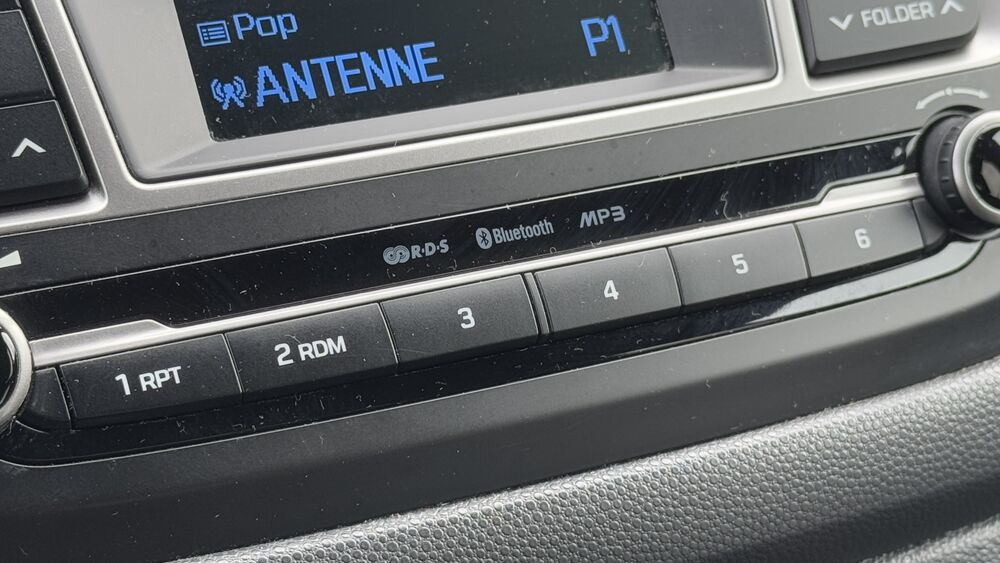 Pop
ANTENNE P1
FOLDER
R·D·S Bluetooth MP3
1 RPT 2 RDM 3 4 5 6